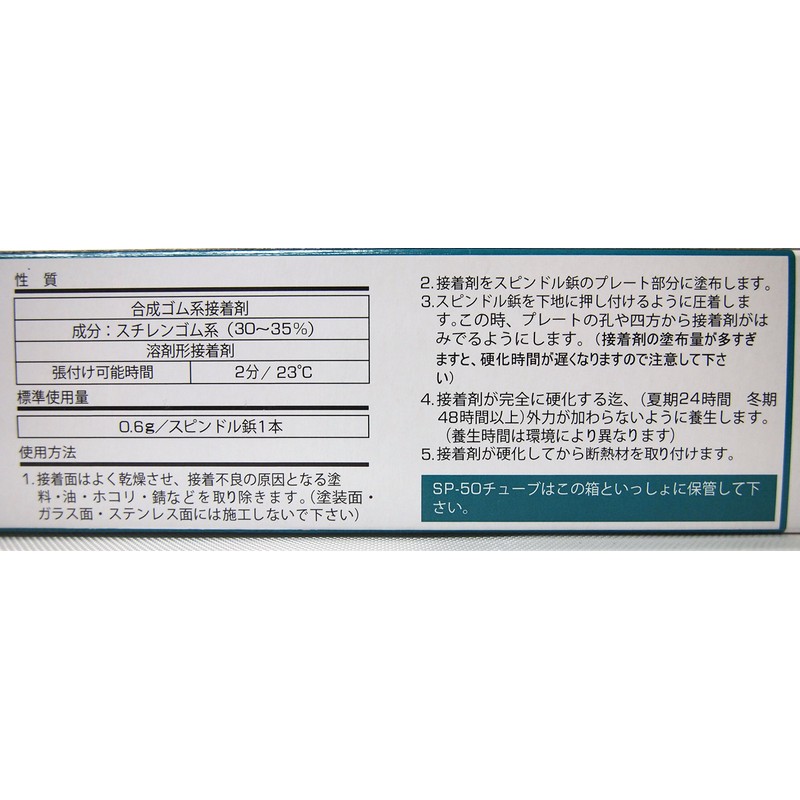 性 質
合成ゴム系接着剤
成分：スチレンゴム系（30〜35%）
溶剤形接着剤
張付け可能時間 2分/23℃
標準使用量
0.6g/スピンドル鋲1本
使用方法
1.接着面はよく乾燥させ、接着不良の原因となる塗
料・油・ホコリ・錆などを取り除きます。（塗装面・
ガラス面・ステンレス面には施工しないで下さい）
2.接着剤をスピンドル鋲のプレート部分に塗布します。
3.スピンドル鋲を下地に押し付けるように圧着しま
す。この時、プレートの孔や四方から接着剤がは
みでるようにします。（接着剤の塗布量が多すぎ
ますと、硬化時間が遅くなりますので注意して下さ
い）
4.接着剤が完全に硬化する迄、（夏期24時間 冬期
48時間以上）外力が加わらないように養生します。
（養生時間は環境により異なります）
5.接着剤が硬化してから断熱材を取り付けます。
SP-50チューブはこの箱といっしょに保管して下
さい。